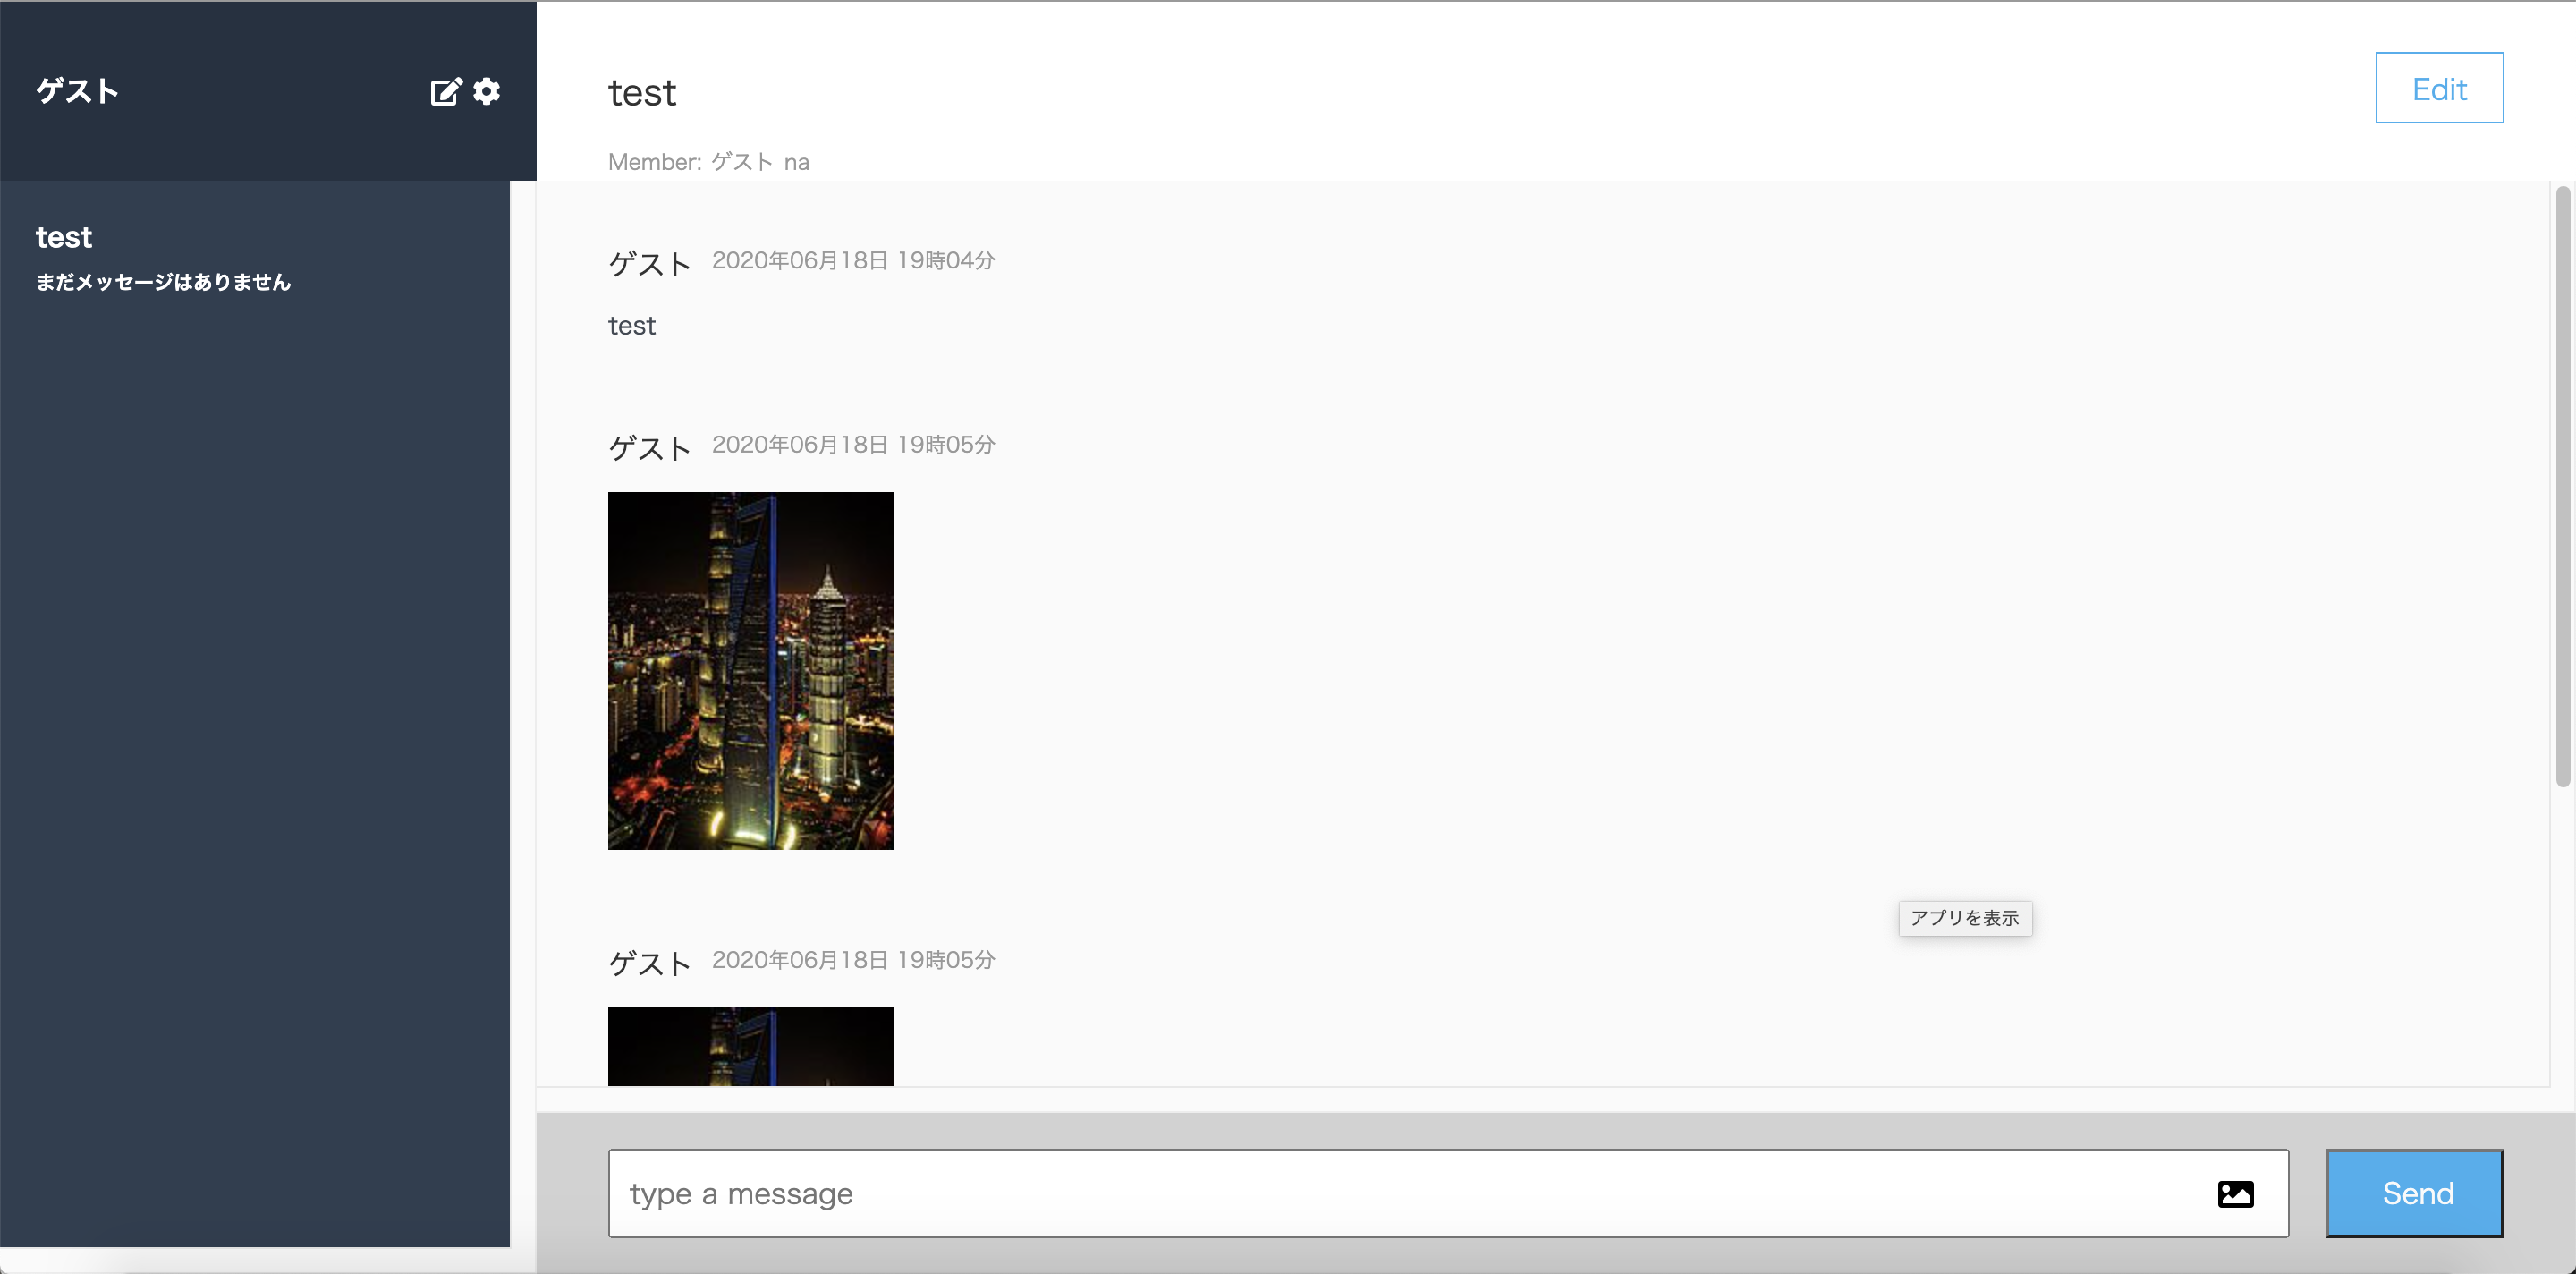 ゲスト
test
まだメッセージはありません
test
Edit
Member: ゲスト na
ゲスト 2020年06月18日 19時04分
test
ゲスト 2020年06月18日 19時05分
アプリを表示
ゲスト 2020年06月18日 19時05分
type a message
Send